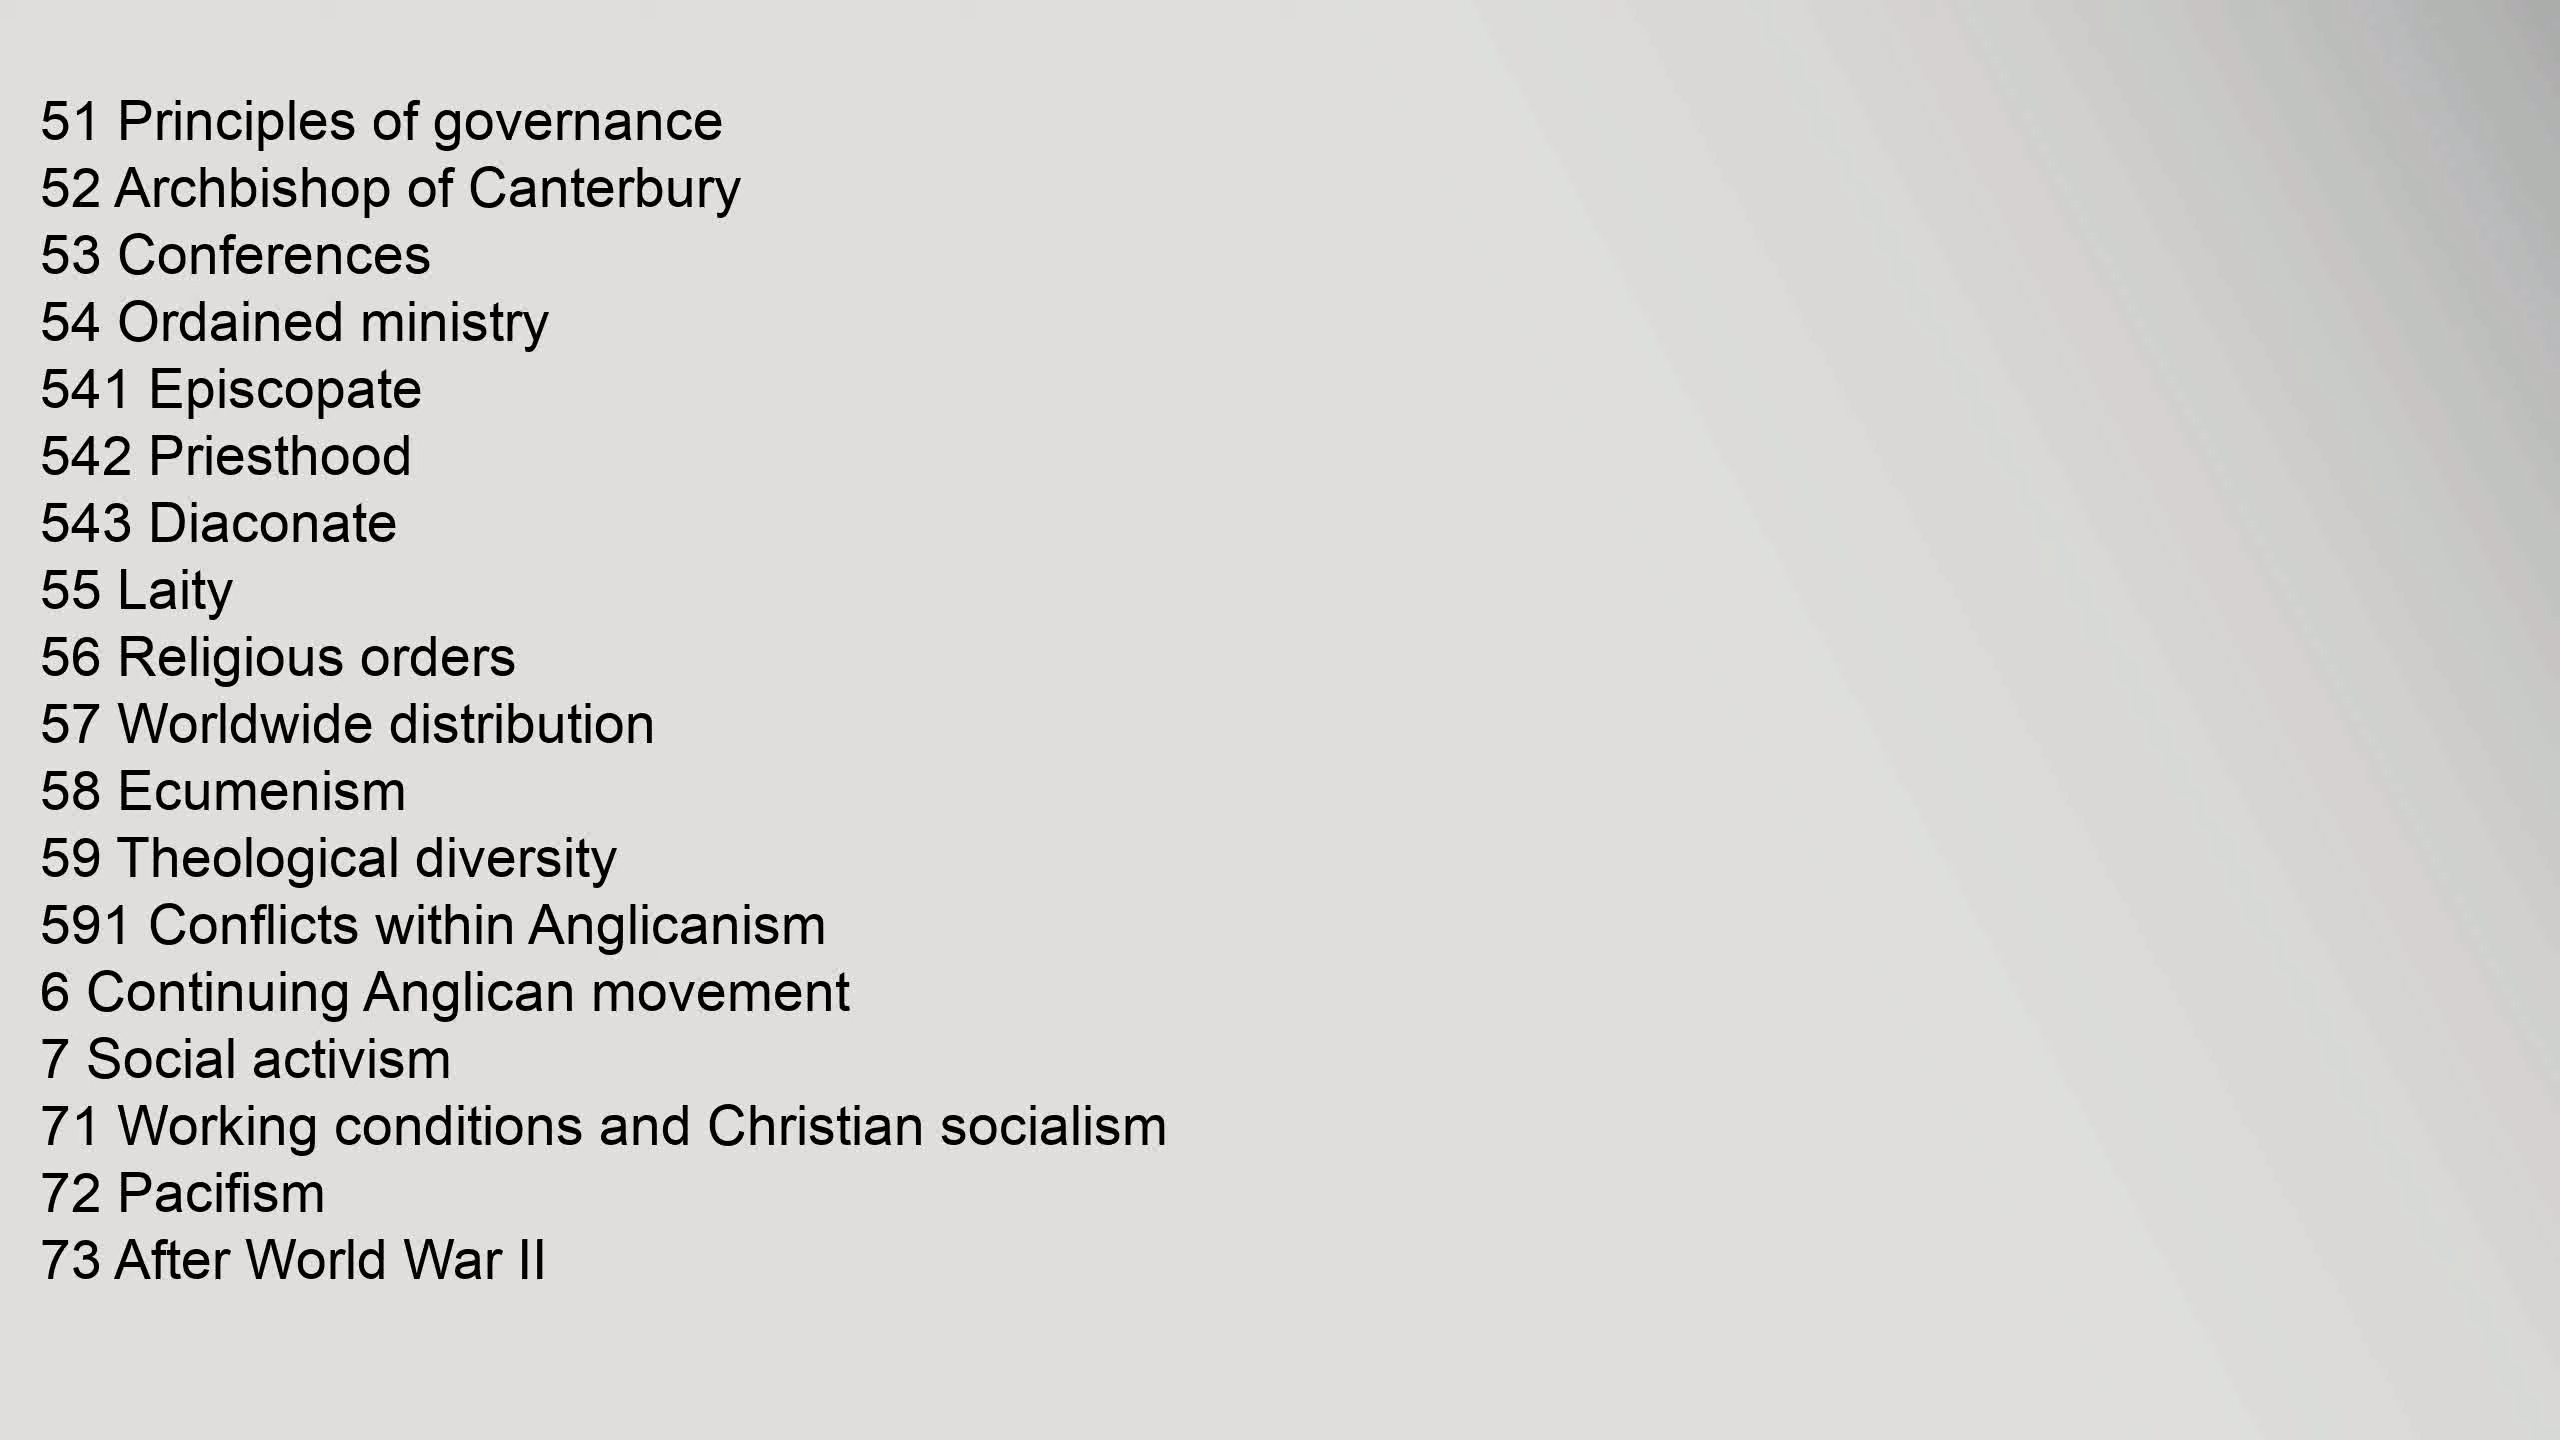 51 Principles of governance
52 Archbishop of Canterbury
53 Conferences
54 Ordained ministry
541 Episcopate
542 Priesthood
543 Diaconate
55 Laity
56 Religious orders
57 Worldwide distribution
58 Ecumenism
59 Theological diversity
591 Conflicts within Anglicanism
6 Continuing Anglican movement
7 Social activism
71 Working conditions and Christian socialism
72 Pacifism
73 After World War II